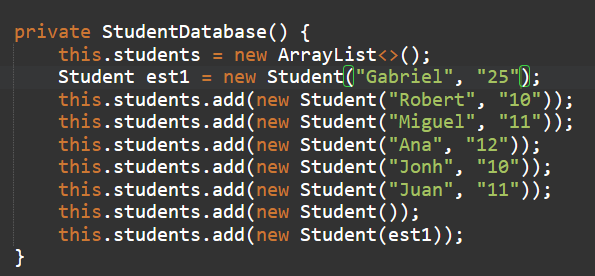 private StudentDatabase() {
this.students = new ArrayList<>();
Student est1 = new Student("Gabriel", "25");
this.students.add(new Student("Robert", "10"));
this.students.add(new Student("Miguel", "11"));
this.students.add(new Student("Ana", "12"));
this.students.add(new Student("Jonh", "10"));
this.students.add(new Student("Juan", "11"));
this.students.add(new Student());
this.students.add(new Student(est1));
}